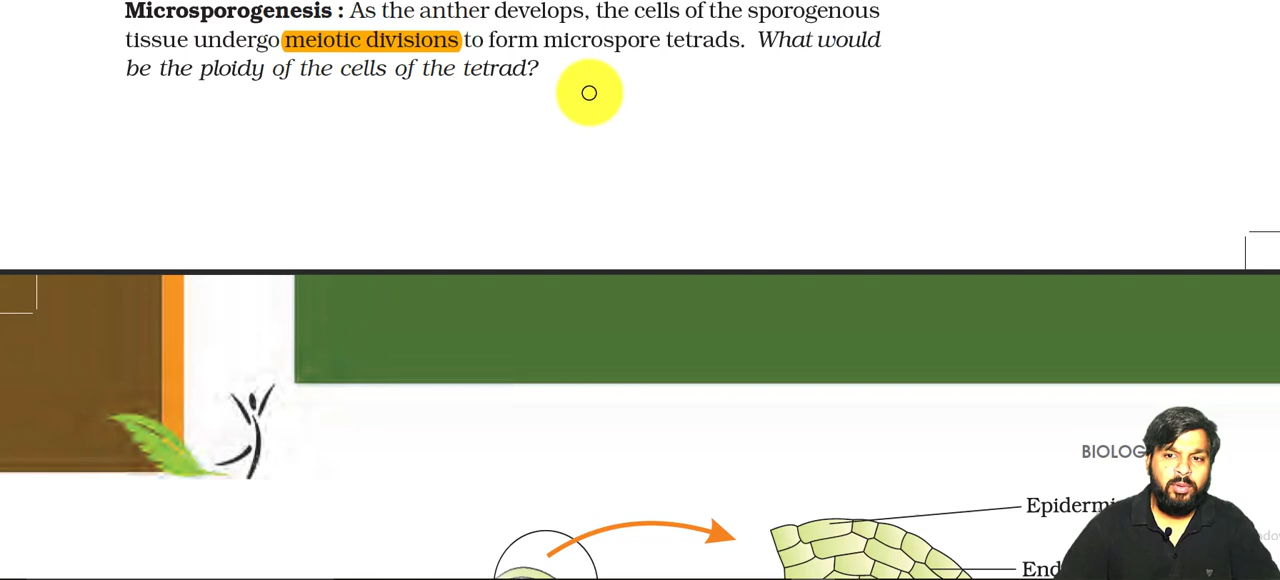 Microsporogenesis : As the anther develops, the cells of the sporogenous
tissue undergo meiotic divisions to form microspore tetrads. What would
be the ploidy of the cells of the tetrad?
BIOLOG
Epidermi
End